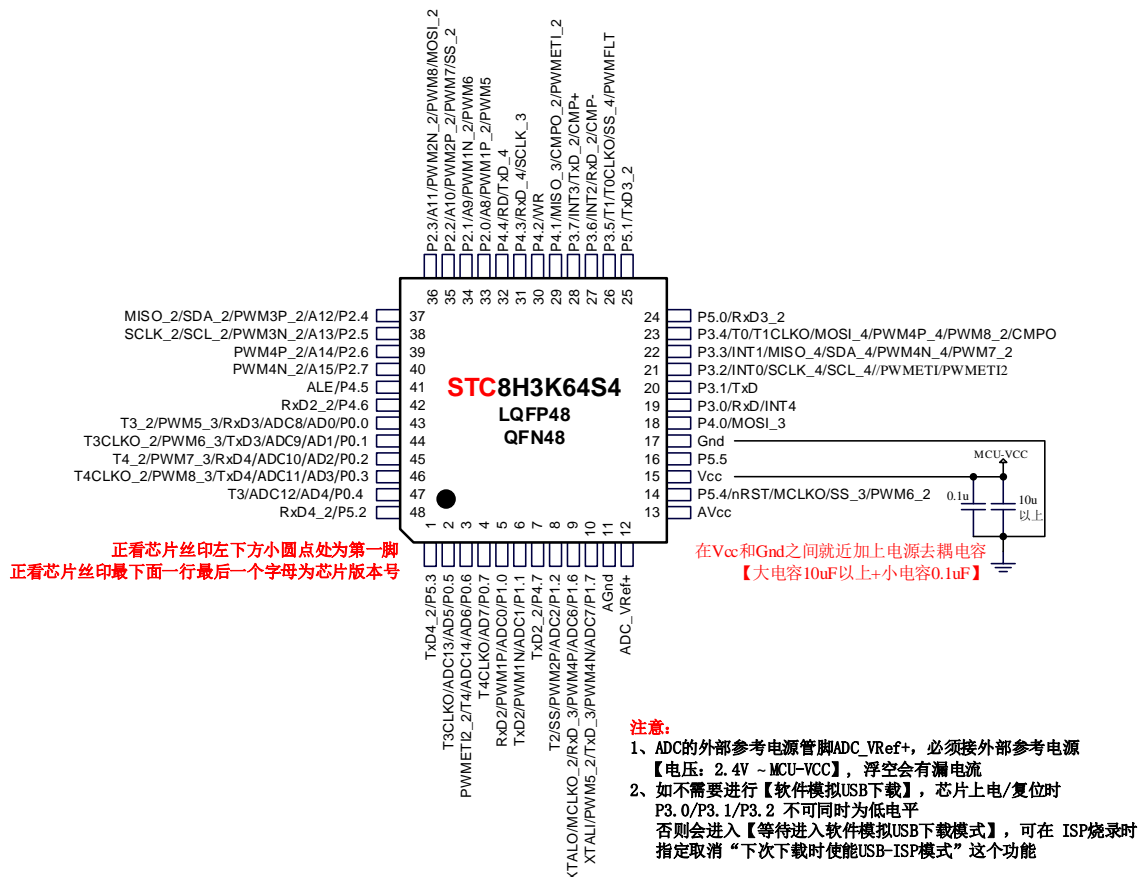 P2.3/A11/PWM2N_2/PWM8/MOSI_2
P2.2/A10/PWM2P_2/PWM7/SS_2
P2.1/A9/PWM1N_2/PWM6
P2.0/A8/PWM1P_2/PWM5
P4.4/RD/TxD_4
P4.3/RxD_4/SCLK_3
P4.2/WR
P4.1/MISO_3/CMPO_2/PWMETI_2
P3.7/INT3/TxD_2/CMP+
P3.6/INT2/RxD_2/CMP-
P3.5/T1/T0CLKO/SS_4/PWMFLT
P5.1/TxD3_2
36 35 34 33 32 31 30 29 28 27 26 25
MISO_2/SDA_2/PWM3P_2/A12/P2.4 37
SCLK_2/SCL_2/PWM3N_2/A13/P2.5 38
PWM4P_2/A14/P2.6 39
PWM4N_2/A15/P2.7 40
ALE/P4.5 41
RxD2_2/P4.6 42
T3_2/PWM5_3/RxD3/ADC8/AD0/P0.0 43
T3CLKO_2/PWM6_3/TxD3/ADC9/AD1/P0.1 44
T4_2/PWM7_3/RxD4/ADC10/AD2/P0.2 45
T4CLKO_2/PWM8_3/TxD4/ADC11/AD3/P0.3 46
T3/ADC12/AD4/P0.4 47
RxD4_2/P5.2 48
STC8H3K64S4
LQFP48
QFN48
24 P5.0/RxD3_2
23 P3.4/T0/T1CLKO/MOSI_4/PWM4P_4/PWM8_2/CMPO
22 P3.3/INT1/MISO_4/SDA_4/PWM4N_4/PWM7_2
21 P3.2/INT0/SCLK_4/SCL_4//PWMETI/PWMETI2
20 P3.1/TxD
19 P3.0/RxD/INT4
18 P4.0/MOSI_3
17 Gnd
16 P5.5
15 Vcc
14 P5.4/nRST/MCLKO/SS_3/PWM6_2
13 AVcc
MCU-VCC
0.1u
10u
以上
1 2 3 4 5 6 7 8 9 10 11 12
正看芯片丝印左下方小圆点处为第一脚
正看芯片丝印最下面一行最后一个字母为芯片版本号
在Vcc和Gnd之间就近加上电源去耦电容
【大电容10uF以上+小电容0.1uF】
TxD4_2/P5.3
T3CLKO/ADC13/AD5/P0.5
PWMETI2_2/T4/ADC14/AD6/P0.6
T4CLKO/AD7/P0.7
RxD2/PWM1P/ADC0/P1.0
TxD2/PWM1N/ADC1/P1.1
TxD2_2/P4.7
T2/SS/PWM2P/ADC2/P1.2
XTALO/MCLKO_2/RxD_3/PWM4P/ADC6/P1.6
XTALI/PWM5_2/TxD_3/PWM4N/ADC7/P1.7
AGnd
ADC_VRef+
注意:
1、ADC的外部参考电源管脚ADC_VRef+，必须接外部参考电源
【电压：2.4V ~ MCU-VCC】，浮空会有漏电流
2、如不需要进行【软件模拟USB下载】，芯片上电/复位时
P3.0/P3.1/P3.2 不可同时为低电平
否则会进入【等待进入软件模拟USB下载模式】，可在 ISP烧录时
指定取消“下次下载时使能USB-ISP模式”这个功能